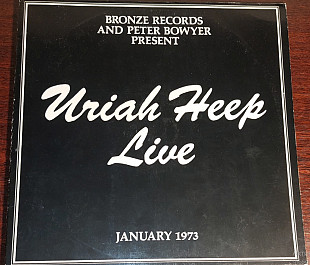 BRONZE RECORDS
AND PETER BOWYER
PRESENT
Uriah Heep
Live
JANUARY 1973